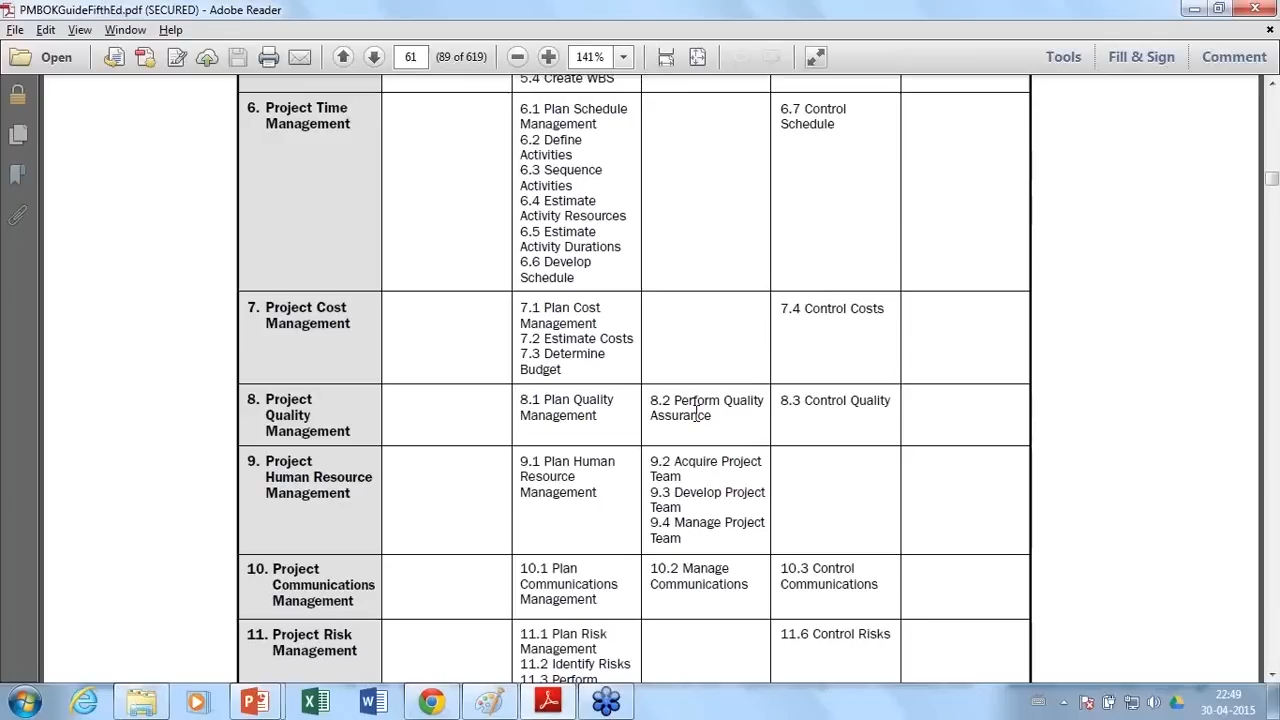 PMBOKGuideFifthEd.pdf (SECURED) - Adobe Reader
File Edit View Window Help
Open 61 (89 of 619) 141% Tools Fill & Sign Comment
5.4 Create WBS
6. Project Time
Management
6.1 Plan Schedule
Management
6.2 Define
Activities
6.3 Sequence
Activities
6.4 Estimate
Activity Resources
6.5 Estimate
Activity Durations
6.6 Develop
Schedule
6.7 Control
Schedule
7. Project Cost
Management
7.1 Plan Cost
Management
7.2 Estimate Costs
7.3 Determine
Budget
7.4 Control Costs
8. Project
Quality
Management
8.1 Plan Quality
Management
8.2 Perform Quality
Assurance
8.3 Control Quality
9. Project
Human Resource
Management
9.1 Plan Human
Resource
Management
9.2 Acquire Project
Team
9.3 Develop Project
Team
9.4 Manage Project
Team
10. Project
Communications
Management
10.1 Plan
Communications
Management
10.2 Manage
Communications
10.3 Control
Communications
11. Project Risk
Management
11.1 Plan Risk
Management
11.2 Identify Risks
11.3 Perform
11.6 Control Risks
22:49
30-04-2015